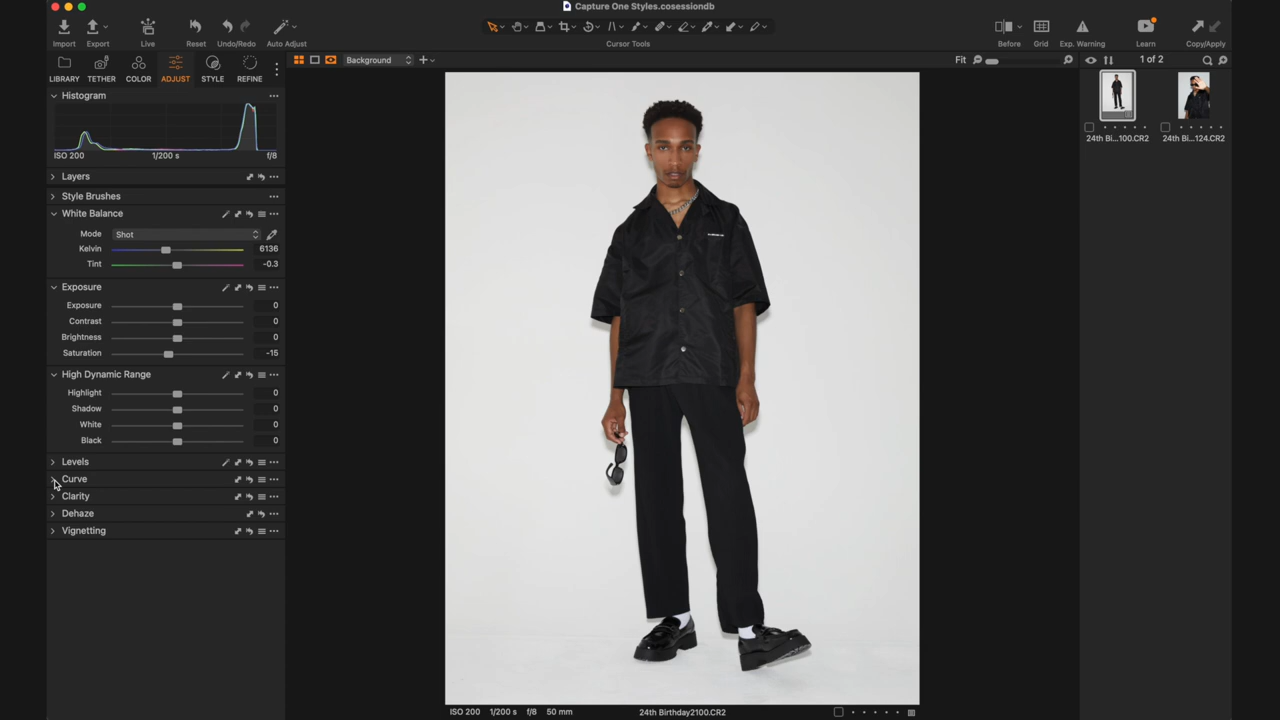 Capture One Styles.cosessiondb
Import Export Live Reset Undo/Redo Auto Adjust Cursor Tools Before Grid Exp. Warning Learn Copy/Apply
LIBRARY TETHER COLOR ADJUST STYLE REFINE
Background
Fit
1 of 2
Histogram
ISO 200 1/200 s f/8
Layers
Style Brushes
White Balance
Mode Shot
Kelvin 6136
Tint -0.3
Exposure
Exposure 0
Contrast 0
Brightness 0
Saturation -15
High Dynamic Range
Highlight 0
Shadow 0
White 0
Black 0
Levels
Curve
Clarity
Dehaze
Vignetting
ISO 200 1/200 s f/8 50 mm
24th Birthday2100.CR2
24th Bi...100.CR2 24th Bi...124.CR2